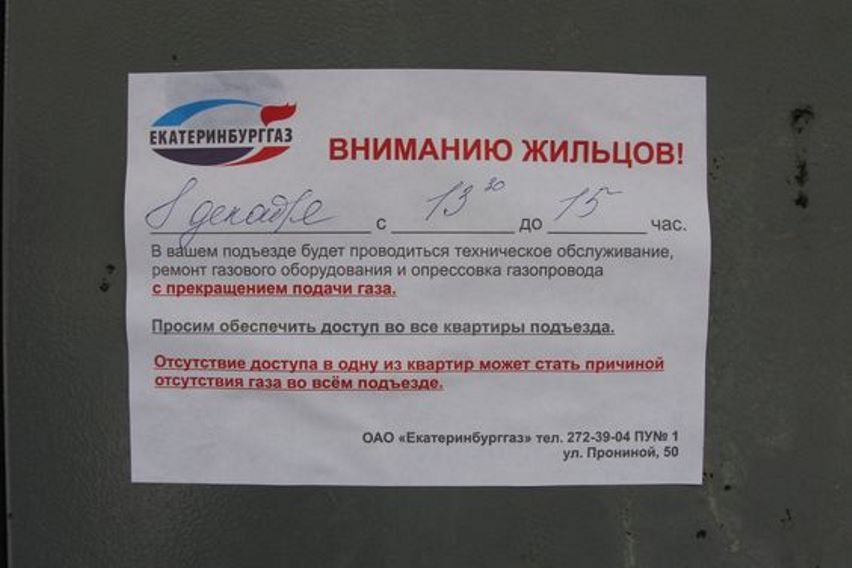 ЕКАТЕРИНБУРГГАЗ
ВНИМАНИЮ ЖИЛЬЦОВ!
8 декабря с 13 30 до 15 час.
В вашем подъезде будет проводиться техническое обслуживание,
ремонт газового оборудования и опрессовка газопровода
с прекращением подачи газа.
Просим обеспечить доступ во все квартиры подъезда.
Отсутствие доступа в одну из квартир может стать причиной
отсутствия газа во всём подъезде.
ОАО «Екатеринбурггаз» тел. 272-39-04 ПУ№ 1
ул. Прониной, 50